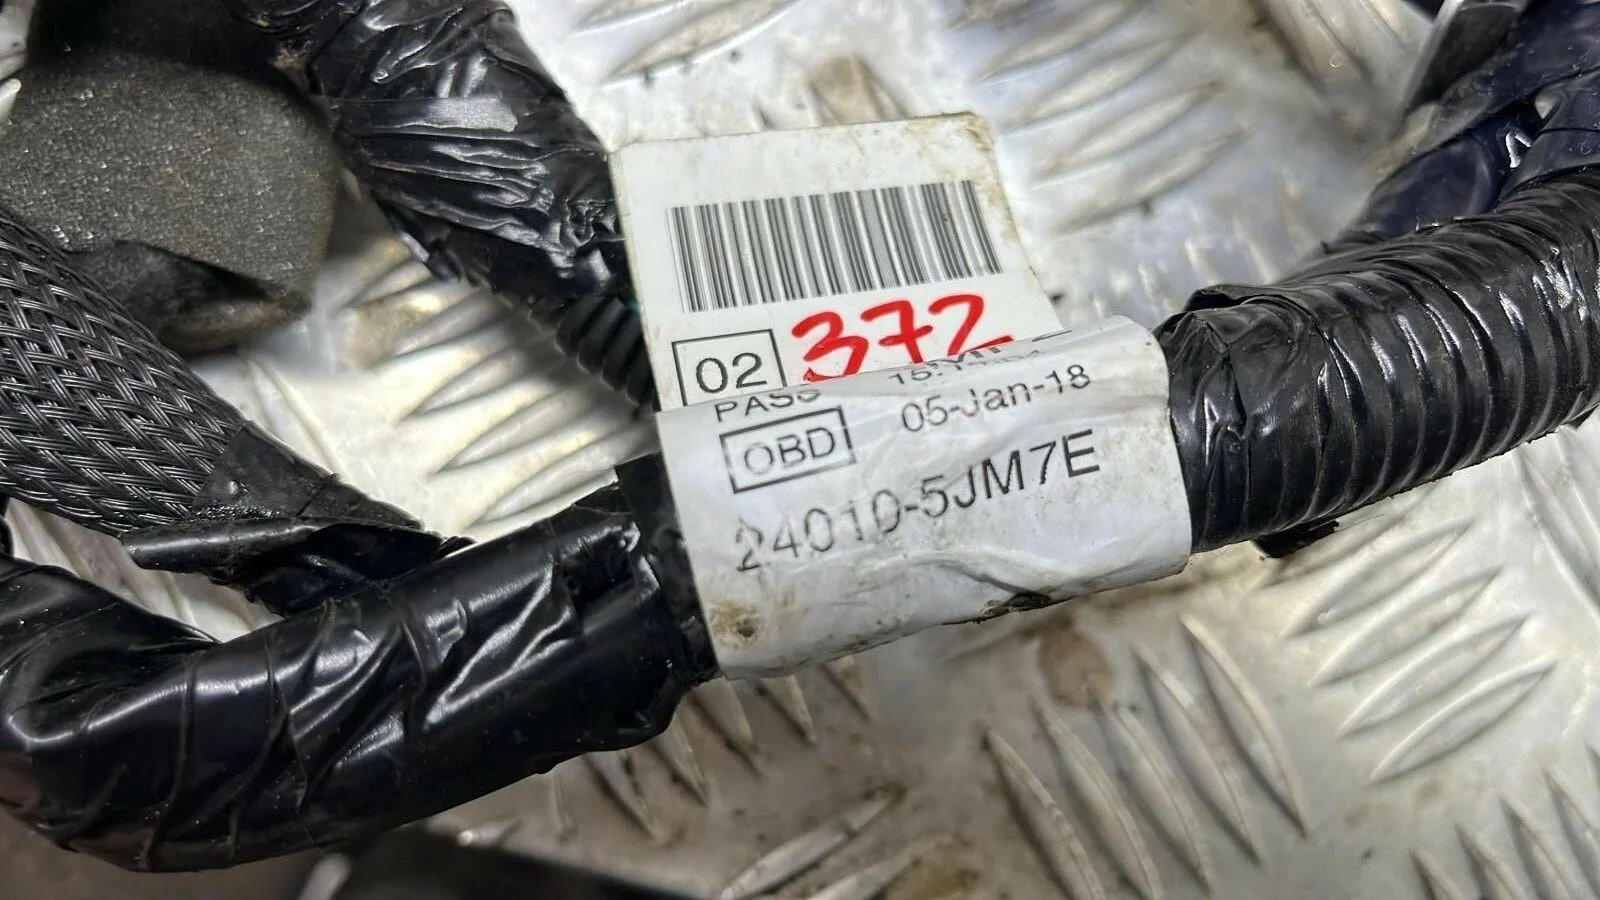 02 372
PASS
OBD 05-Jan-18
24010-5JM7E